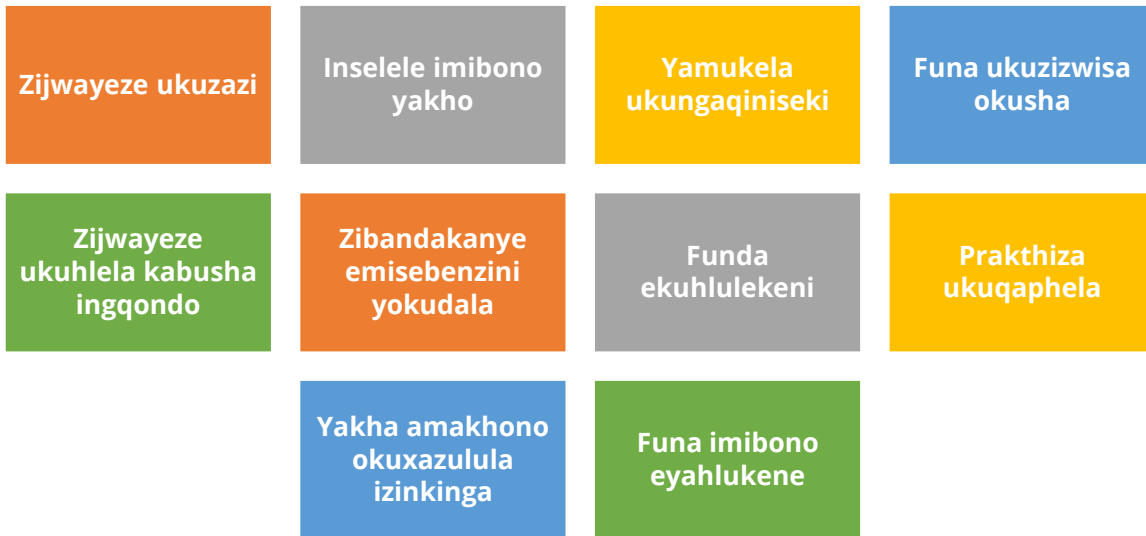 Zijwayeze ukuzazi
Inselele imibono
yakho
Yamukela
ukungaqiniseki
Funa ukuzizwisa
okusha
Zijwayeze
ukuhlela kabusha
ingqondo
Zibandakanye
emisebenzini
yokudala
Funda
ekuhlulekeni
Prakthiza
ukuqaphela
Yakha amakhono
okuxazulula
izinkinga
Funa imibono
eyahlukene